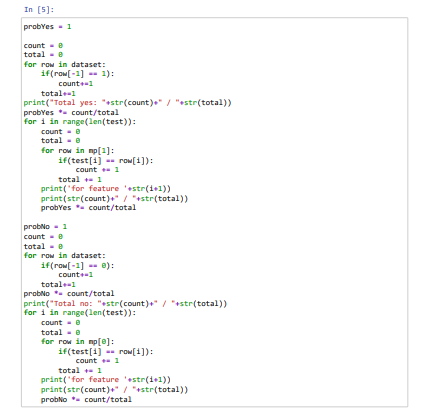 In [5]:
probYes = 1
count = 0
total = 0
for row in dataset:
    if(row[-1] == 1):
        count+=1
    total+=1
print("Total yes: "+str(count)+" / "+str(total))
probYes *= count/total
for i in range(len(test)):
    count = 0
    total = 0
    for row in mp[1]:
        if(test[i] == row[i]):
            count += 1
        total += 1
    print('for feature '+str(i+1))
    print(str(count)+" / "+str(total))
    probYes *= count/total
probNo = 1
count = 0
total = 0
for row in dataset:
    if(row[-1] == 0):
        count+=1
    total+=1
probNo *= count/total
print("Total no: "+str(count)+" / "+str(total))
for i in range(len(test)):
    count = 0
    total = 0
    for row in mp[0]:
        if(test[i] == row[i]):
            count += 1
        total += 1
    print('for feature '+str(i+1))
    print(str(count)+" / "+str(total))
    probNo *= count/total